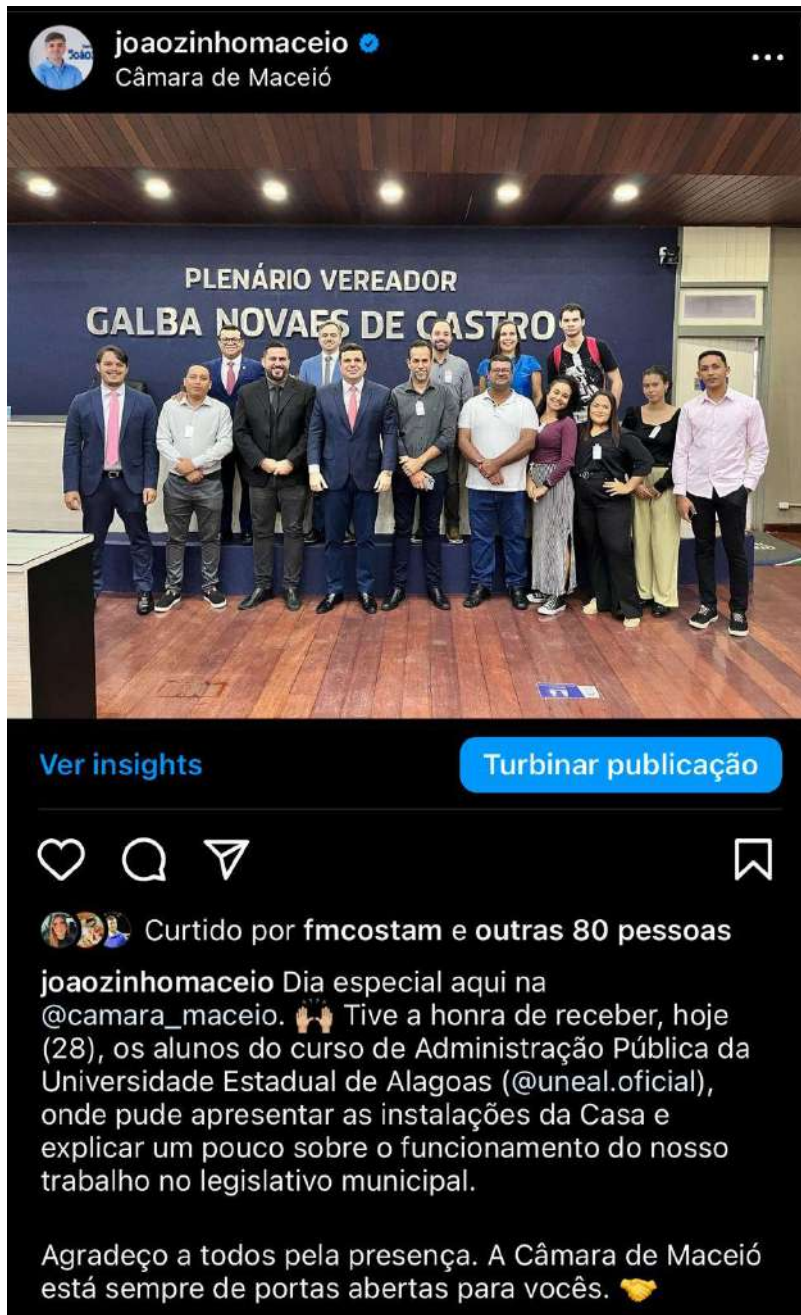 joaozinhomaceio
Câmara de Maceió
PLENÁRIO VEREADOR
GALBA NOVAES DE CASTRO
Ver insights
Turbinar publicação
Curtido por fmcostam e outras 80 pessoas
joaozinhomaceio Dia especial aqui na
@camara_maceio. 🙌🏼 Tive a honra de receber, hoje
(28), os alunos do curso de Administração Pública da
Universidade Estadual de Alagoas (@uneal.oficial),
onde pude apresentar as instalações da Casa e
explicar um pouco sobre o funcionamento do nosso
trabalho no legislativo municipal.
Agradeço a todos pela presença. A Câmara de Maceió
está sempre de portas abertas para vocês. 🤝